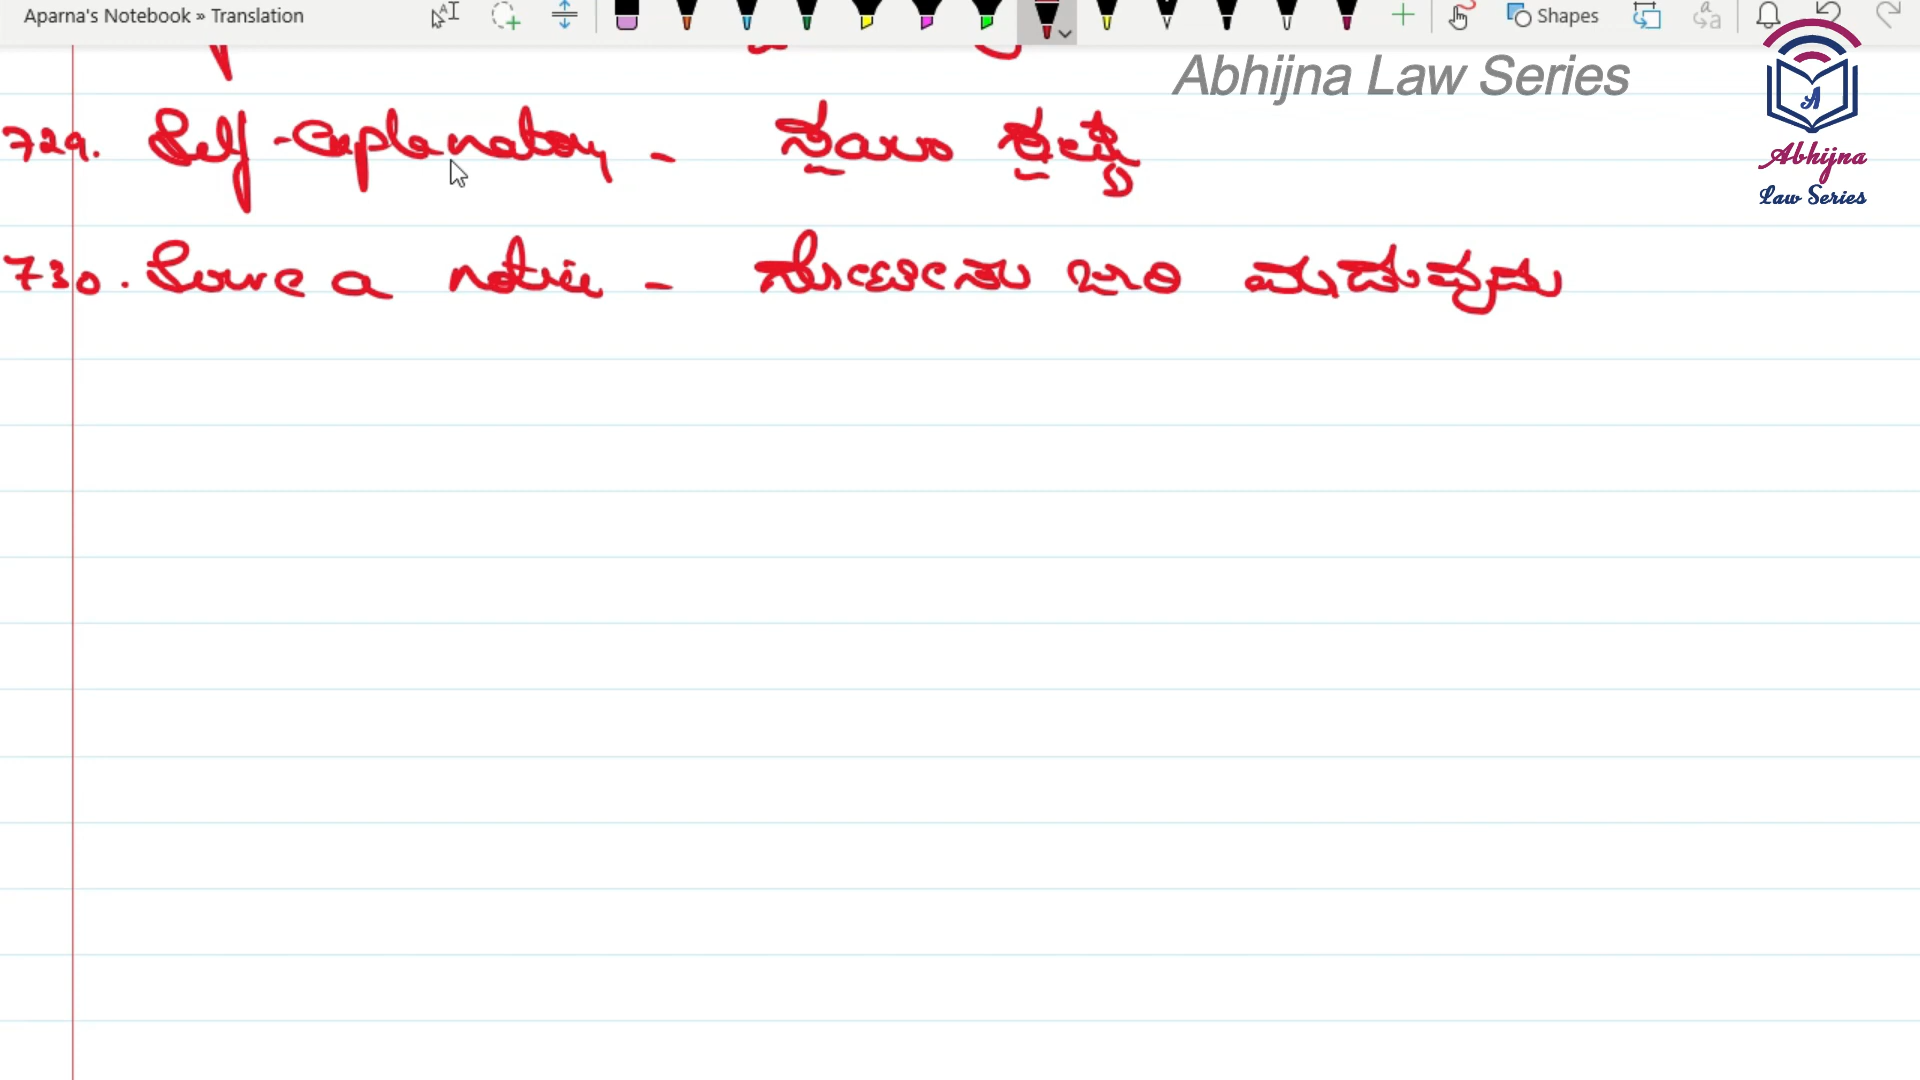 Aparna's Notebook » Translation
Shapes
Abhijna Law Series
A
Abhijna
Law Series
729. Self-Explanatory - ಸ್ವಯಂ ವೇದ್ಯ
730. Serve a notice - ನೋಟೀಸು ಜಾರಿ ಮಾಡುವುದು